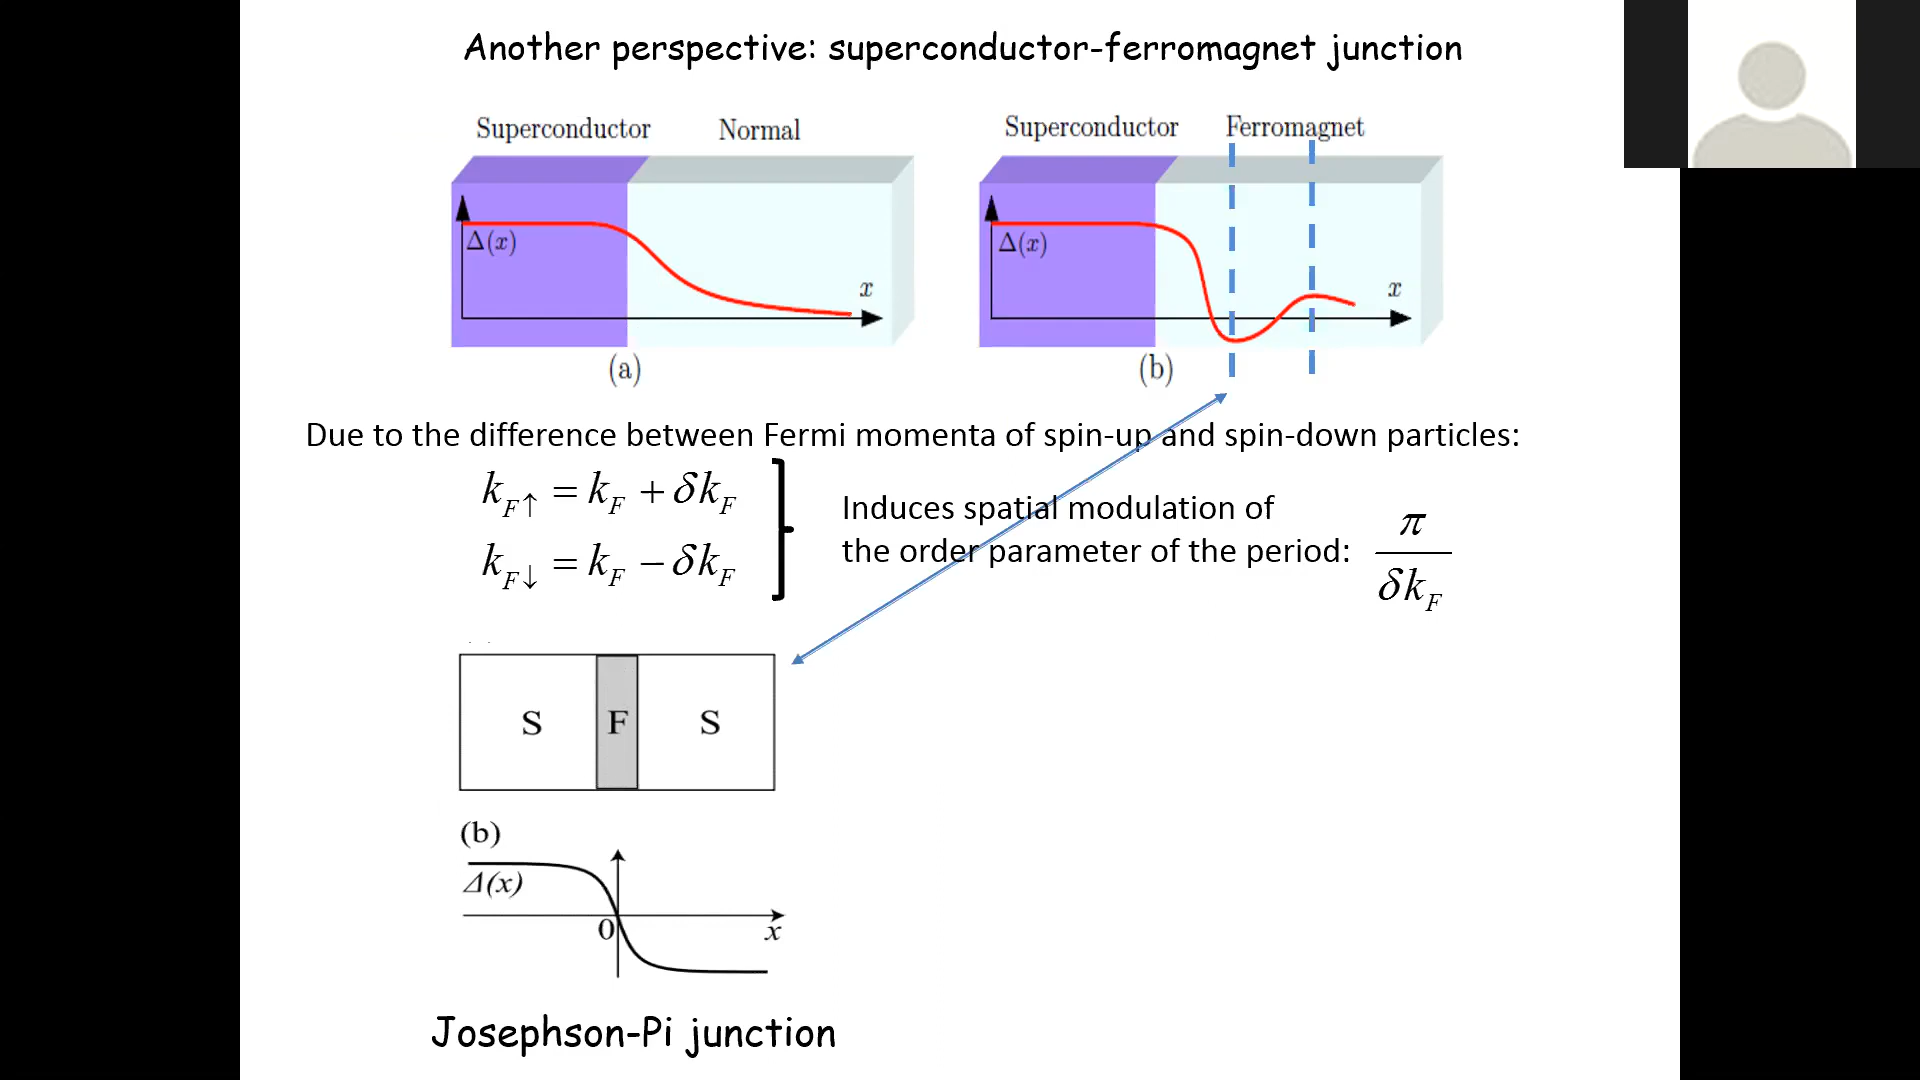 Another perspective: superconductor-ferromagnet junction
Superconductor Normal
Δ(x)
x
(a)
Superconductor Ferromagnet
Δ(x)
x
(b)
Due to the difference between Fermi momenta of spin-up and spin-down particles:
k_{F↑} = k_F + δk_F
k_{F↓} = k_F − δk_F
Induces spatial modulation of
the order parameter of the period:
π
δk_F
S F S
(b)
Δ(x)
0
x
Josephson-Pi junction